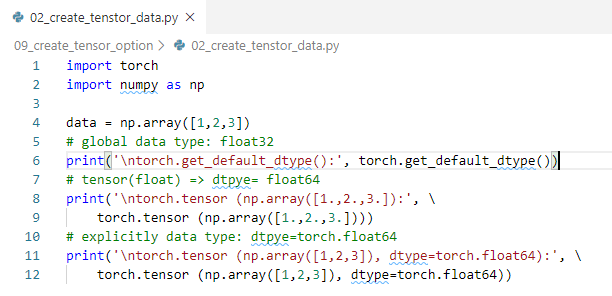 02_create_tenstor_data.py ×
09_create_tensor_option > 02_create_tenstor_data.py
1 import torch
2 import numpy as np
3
4 data = np.array([1,2,3])
5 # global data type: float32
6 print('\ntorch.get_default_dtype():', torch.get_default_dtype())
7 # tensor(float) => dtpye= float64
8 print('\ntorch.tensor (np.array([1.,2.,3.]):', \
9     torch.tensor (np.array([1.,2.,3.])))
10 # explicitly data type: dtpye=torch.float64
11 print('\ntorch.tensor (np.array([1,2,3]), dtype=torch.float64):', \
12     torch.tensor (np.array([1,2,3]), dtype=torch.float64))